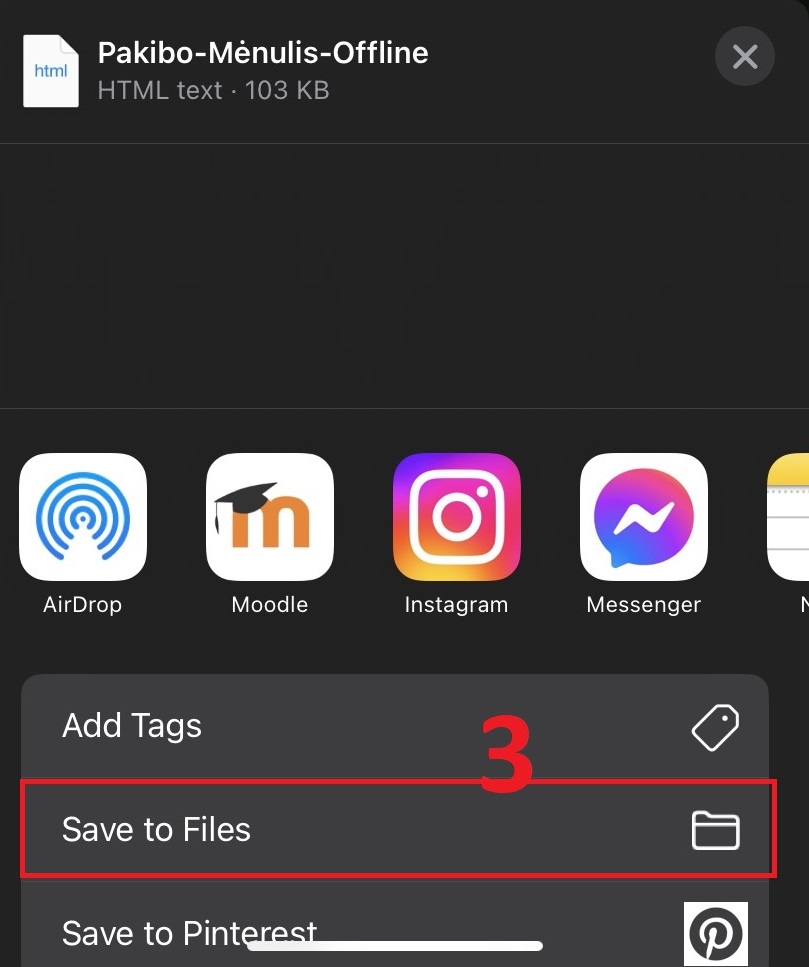 html
Pakibo-Mėnulis-Offline
HTML text · 103 KB
m
AirDrop
Moodle
Instagram
Messenger
Add Tags
3
Save to Files
Save to Pinterest